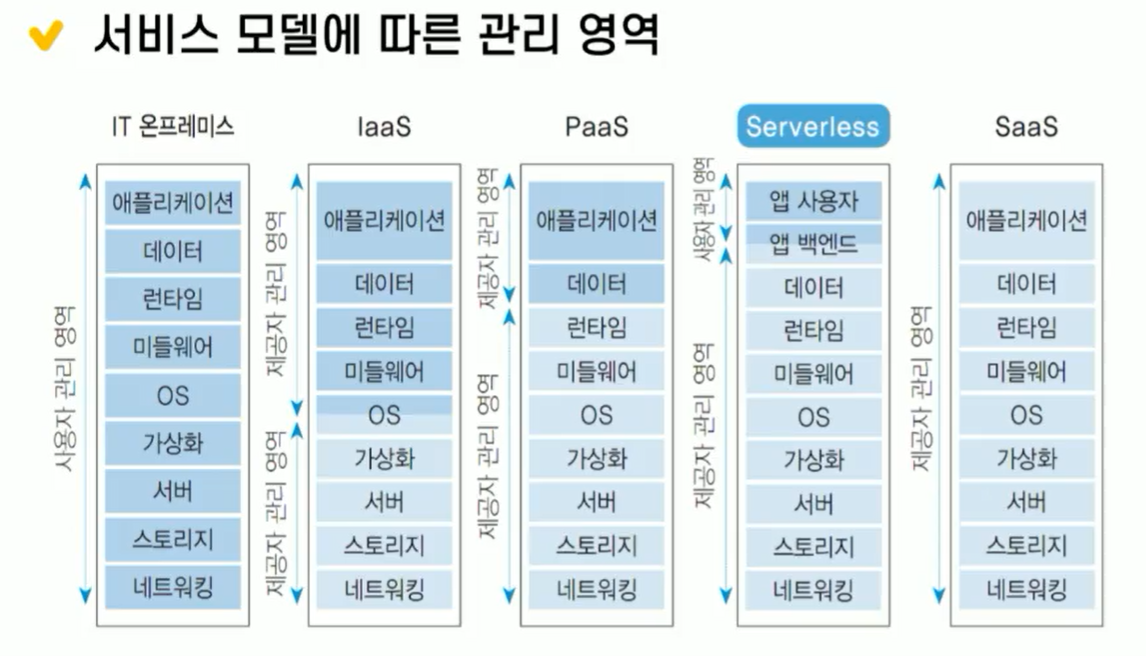 서비스 모델에 따른 관리 영역
IT 온프레미스
사용자 관리 영역
애플리케이션
데이터
런타임
미들웨어
OS
가상화
서버
스토리지
네트워킹
IaaS
제공자 관리 영역
제공자 관리 영역
애플리케이션
데이터
런타임
미들웨어
OS
가상화
서버
스토리지
네트워킹
PaaS
제공자 관리 영역
제공자 관리 영역
애플리케이션
데이터
런타임
미들웨어
OS
가상화
서버
스토리지
네트워킹
Serverless
사용자 관리 영역
제공자 관리 영역
앱 사용자
앱 백엔드
데이터
런타임
미들웨어
OS
가상화
서버
스토리지
네트워킹
SaaS
제공자 관리 영역
애플리케이션
데이터
런타임
미들웨어
OS
가상화
서버
스토리지
네트워킹